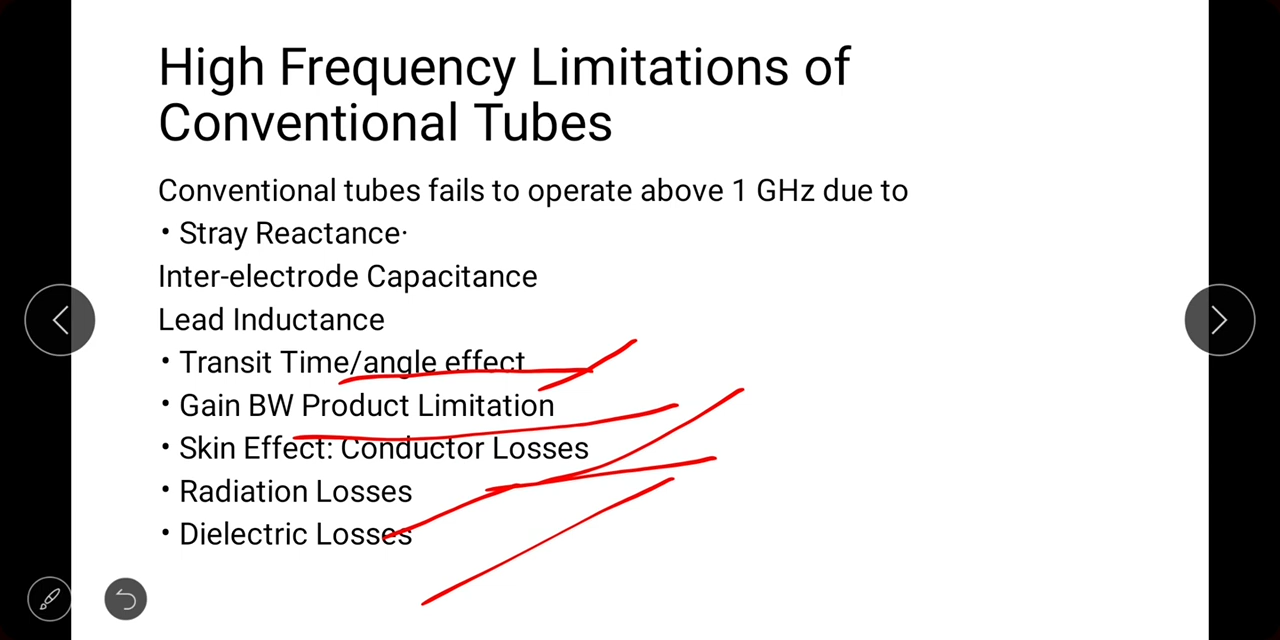 High Frequency Limitations of
Conventional Tubes
Conventional tubes fails to operate above 1 GHz due to
• Stray Reactance·
Inter-electrode Capacitance
Lead Inductance
• Transit Time/angle effect
• Gain BW Product Limitation
• Skin Effect: Conductor Losses
• Radiation Losses
• Dielectric Losses